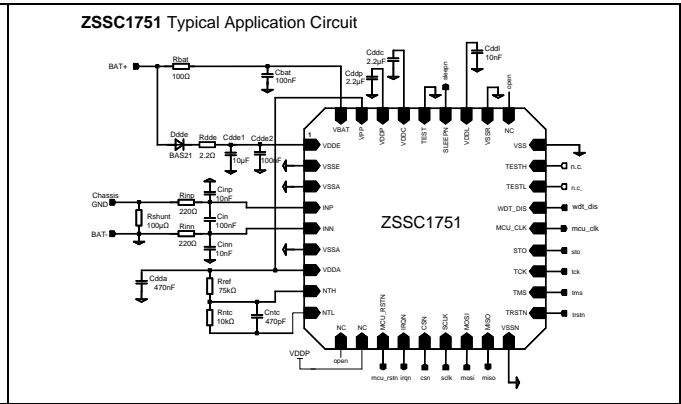 ZSSC1751 Typical Application Circuit
BAT+
Rbat
100Ω
Cbat
100nF
Cddc
2.2µF
Cddp
2.2µF
sleepn
Cddl
10nF
open
VBAT
VPP
VDDP
VDDC
TEST
SLEEPN
VDDL
VSSR
NC
Ddde
BAS21
Rdde
2.2Ω
Cdde1
10µF
Cdde2
100nF
1
VDDE
VSSE
VSSA
INP
INN
VSSA
VDDA
NTH
NTL
Chassis
GND
Rinp
220Ω
Cinp
10nF
Rshunt
100µΩ
Cin
100nF
BAT-
Rinn
220Ω
Cinn
10nF
Cdda
470nF
Rref
75kΩ
Rntc
10kΩ
Cntc
470pF
ZSSC1751
VSS
TESTH
n.c.
TESTL
n.c.
WDT_DIS
wdt_dis
MCU_CLK
mcu_clk
STO
sto
TCK
tck
TMS
tms
TRSTN
trstn
NC
NC
MCU_RSTN
IRQN
CSN
SCLK
MOSI
MISO
VSSN
VDDP
open
mcu_rstn
irqn
csn
sclk
mosi
miso